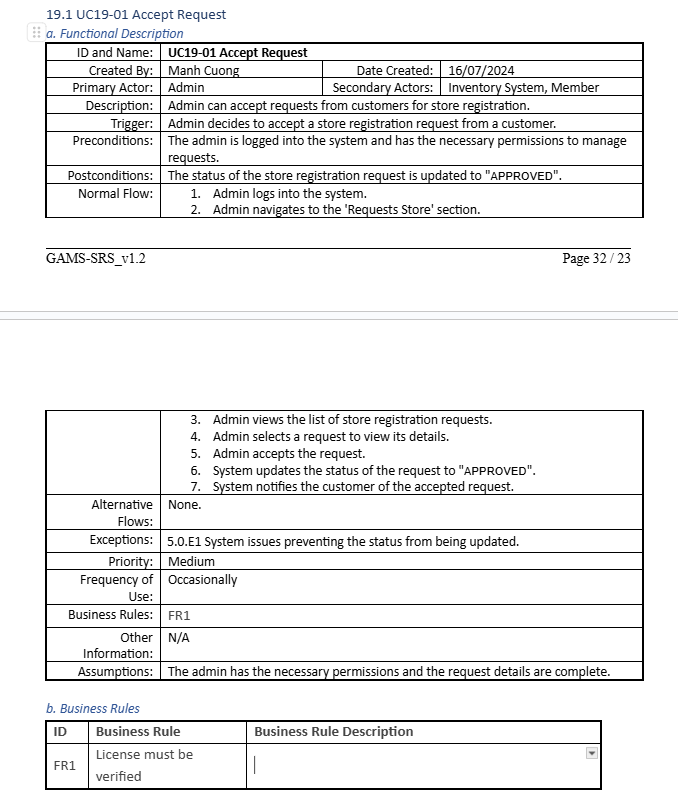 19.1 UC19-01 Accept Request
a. Functional Description
ID and Name: UC19-01 Accept Request
Created By: Manh Cuong Date Created: 16/07/2024
Primary Actor: Admin Secondary Actors: Inventory System, Member
Description: Admin can accept requests from customers for store registration.
Trigger: Admin decides to accept a store registration request from a customer.
Preconditions: The admin is logged into the system and has the necessary permissions to manage
requests.
Postconditions: The status of the store registration request is updated to "APPROVED".
Normal Flow: 1. Admin logs into the system.
2. Admin navigates to the 'Requests Store' section.
GAMS-SRS_v1.2 Page 32 / 23
3. Admin views the list of store registration requests.
4. Admin selects a request to view its details.
5. Admin accepts the request.
6. System updates the status of the request to "APPROVED".
7. System notifies the customer of the accepted request.
Alternative None.
Flows:
Exceptions: 5.0.E1 System issues preventing the status from being updated.
Priority: Medium
Frequency of Occasionally
Use:
Business Rules: FR1
Other N/A
Information:
Assumptions: The admin has the necessary permissions and the request details are complete.
b. Business Rules
ID Business Rule Business Rule Description
FR1 License must be
verified